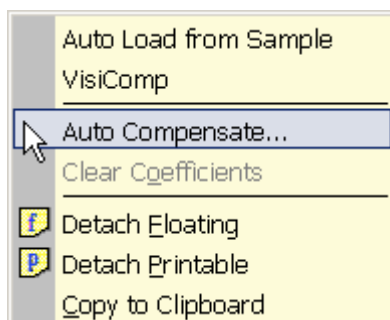 Auto Load from Sample
VisiComp
Auto Compensate...
Clear Coefficients
f Detach Floating
p Detach Printable
Copy to Clipboard